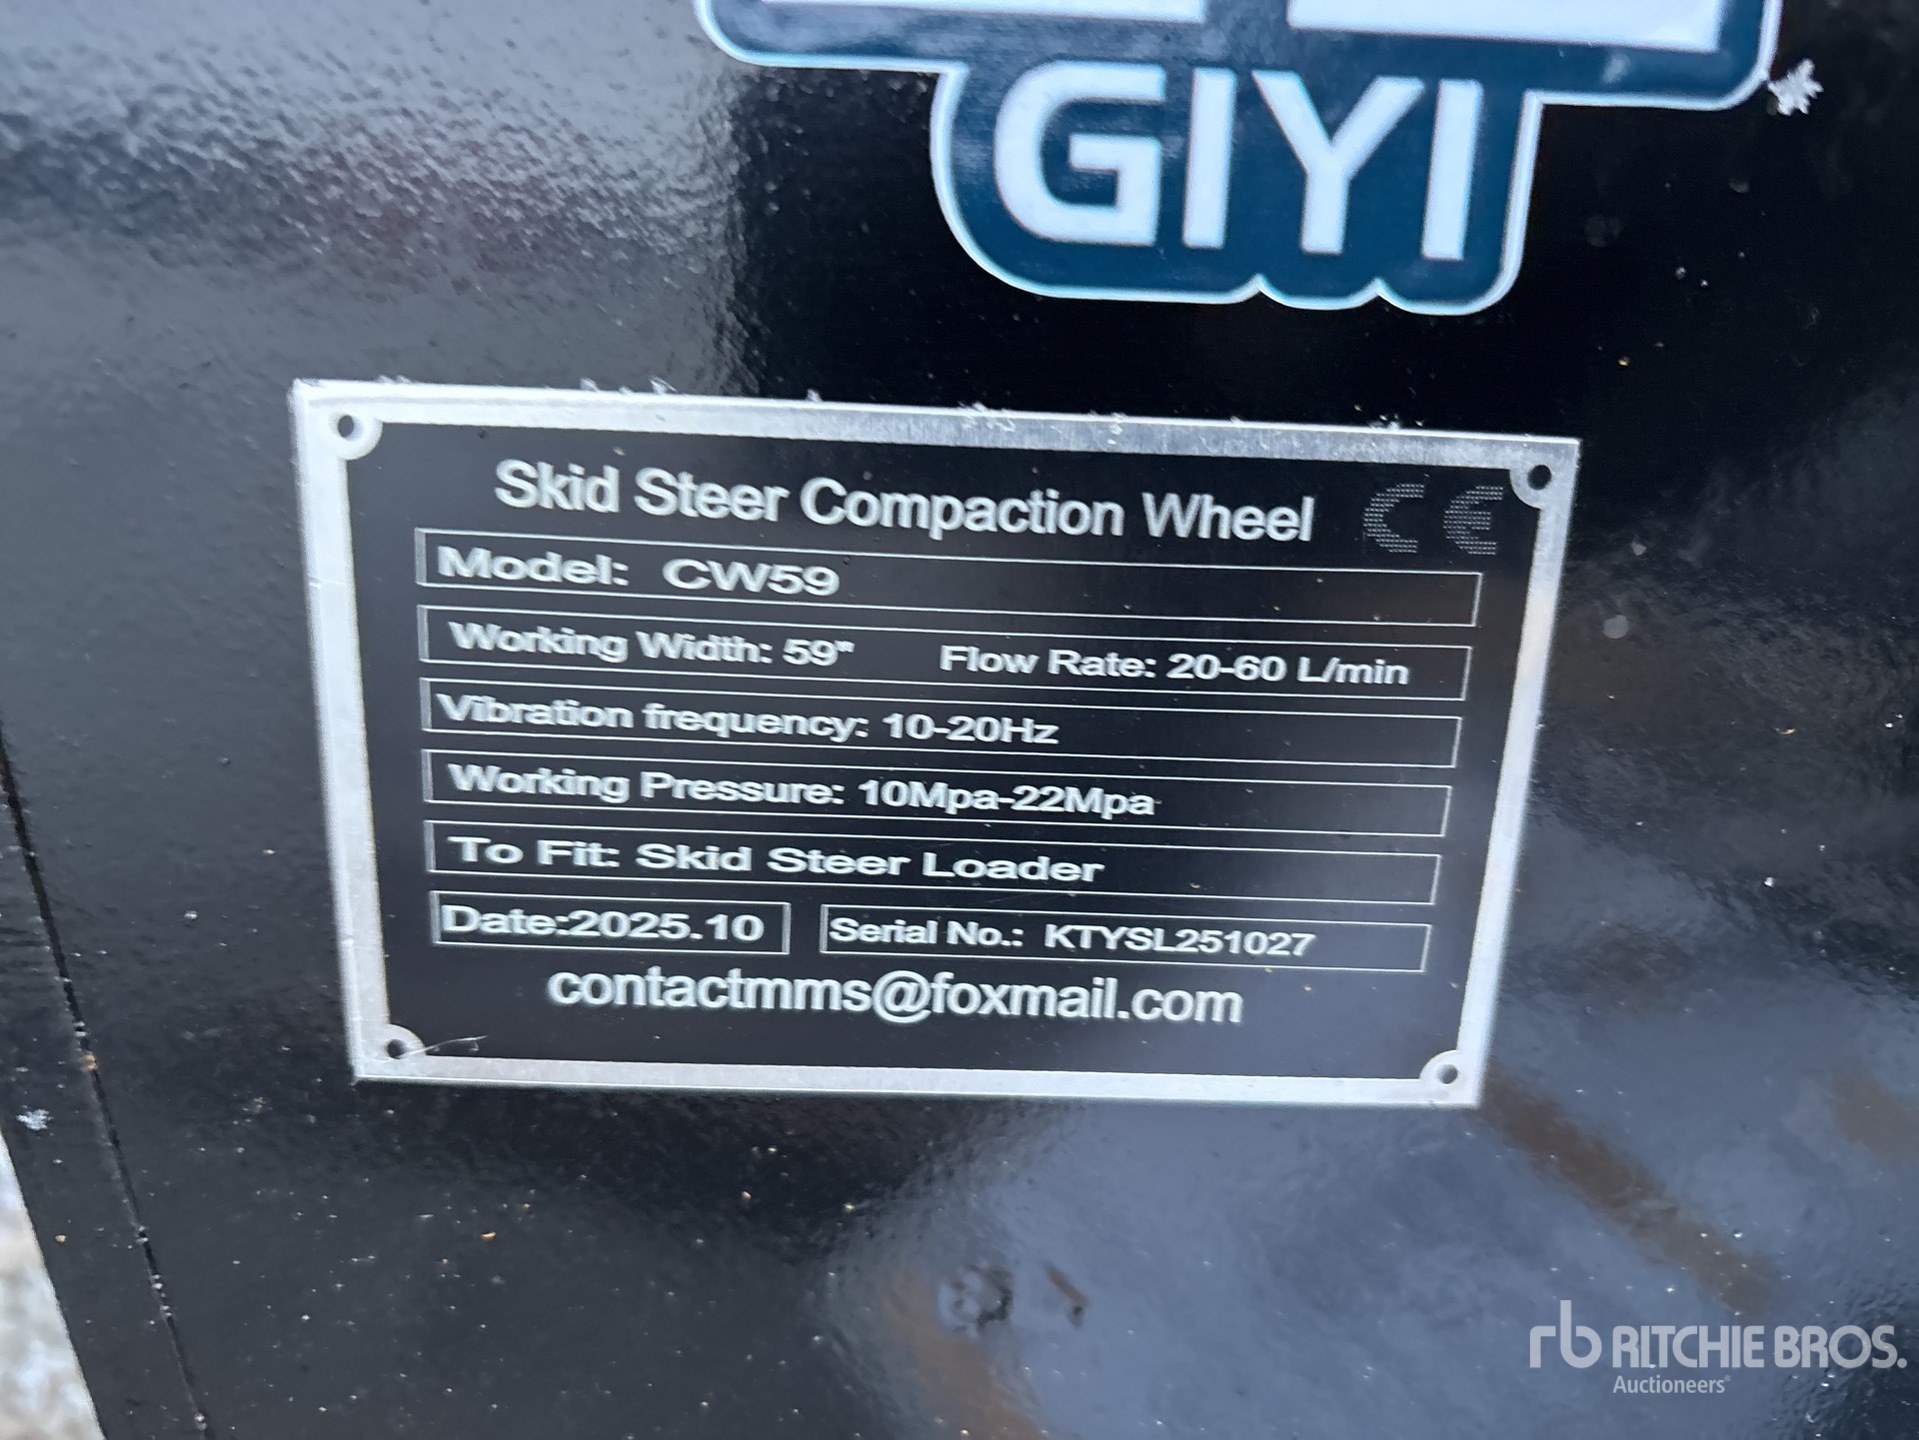 GIYI
Skid Steer Compaction Wheel CE
Model: CW59
Working Width: 59" Flow Rate: 20-60 L/min
Vibration frequency: 10-20Hz
Working Pressure: 10Mpa-22Mpa
To Fit: Skid Steer Loader
Date:2025.10 Serial No.: KTYSL251027
contactmms@foxmail.com
rb RITCHIE BROS.
Auctioneers